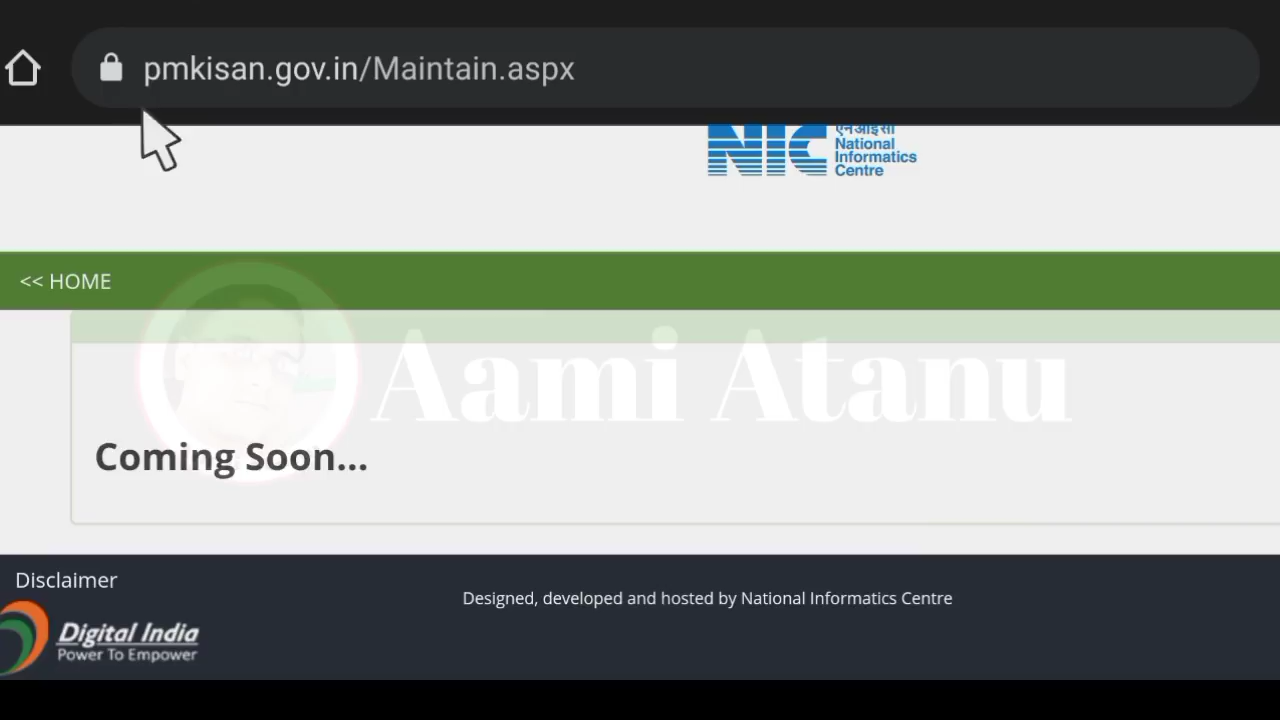 pmkisan.gov.in/Maintain.aspx
NIC
एनआईसी
National
Informatics
Centre
<< HOME
Aami Atanu
Coming Soon...
Disclaimer
Designed, developed and hosted by National Informatics Centre
Digital India
Power To Empower